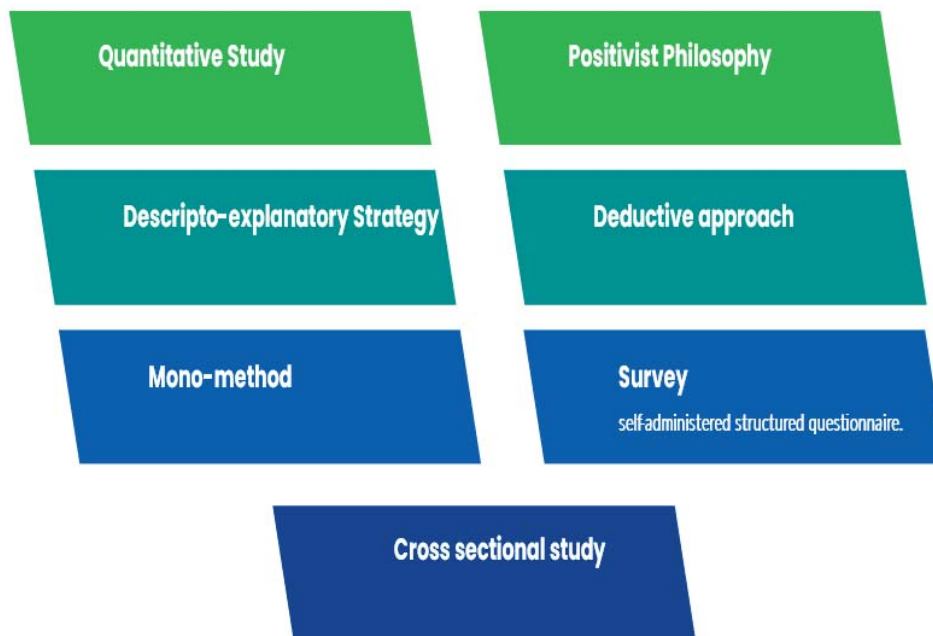 Quantitative Study
Positivist Philosophy
Descripto-explanatory Strategy
Deductive approach
Mono-method
Survey
self-administered structured questionnaire.
Cross sectional study